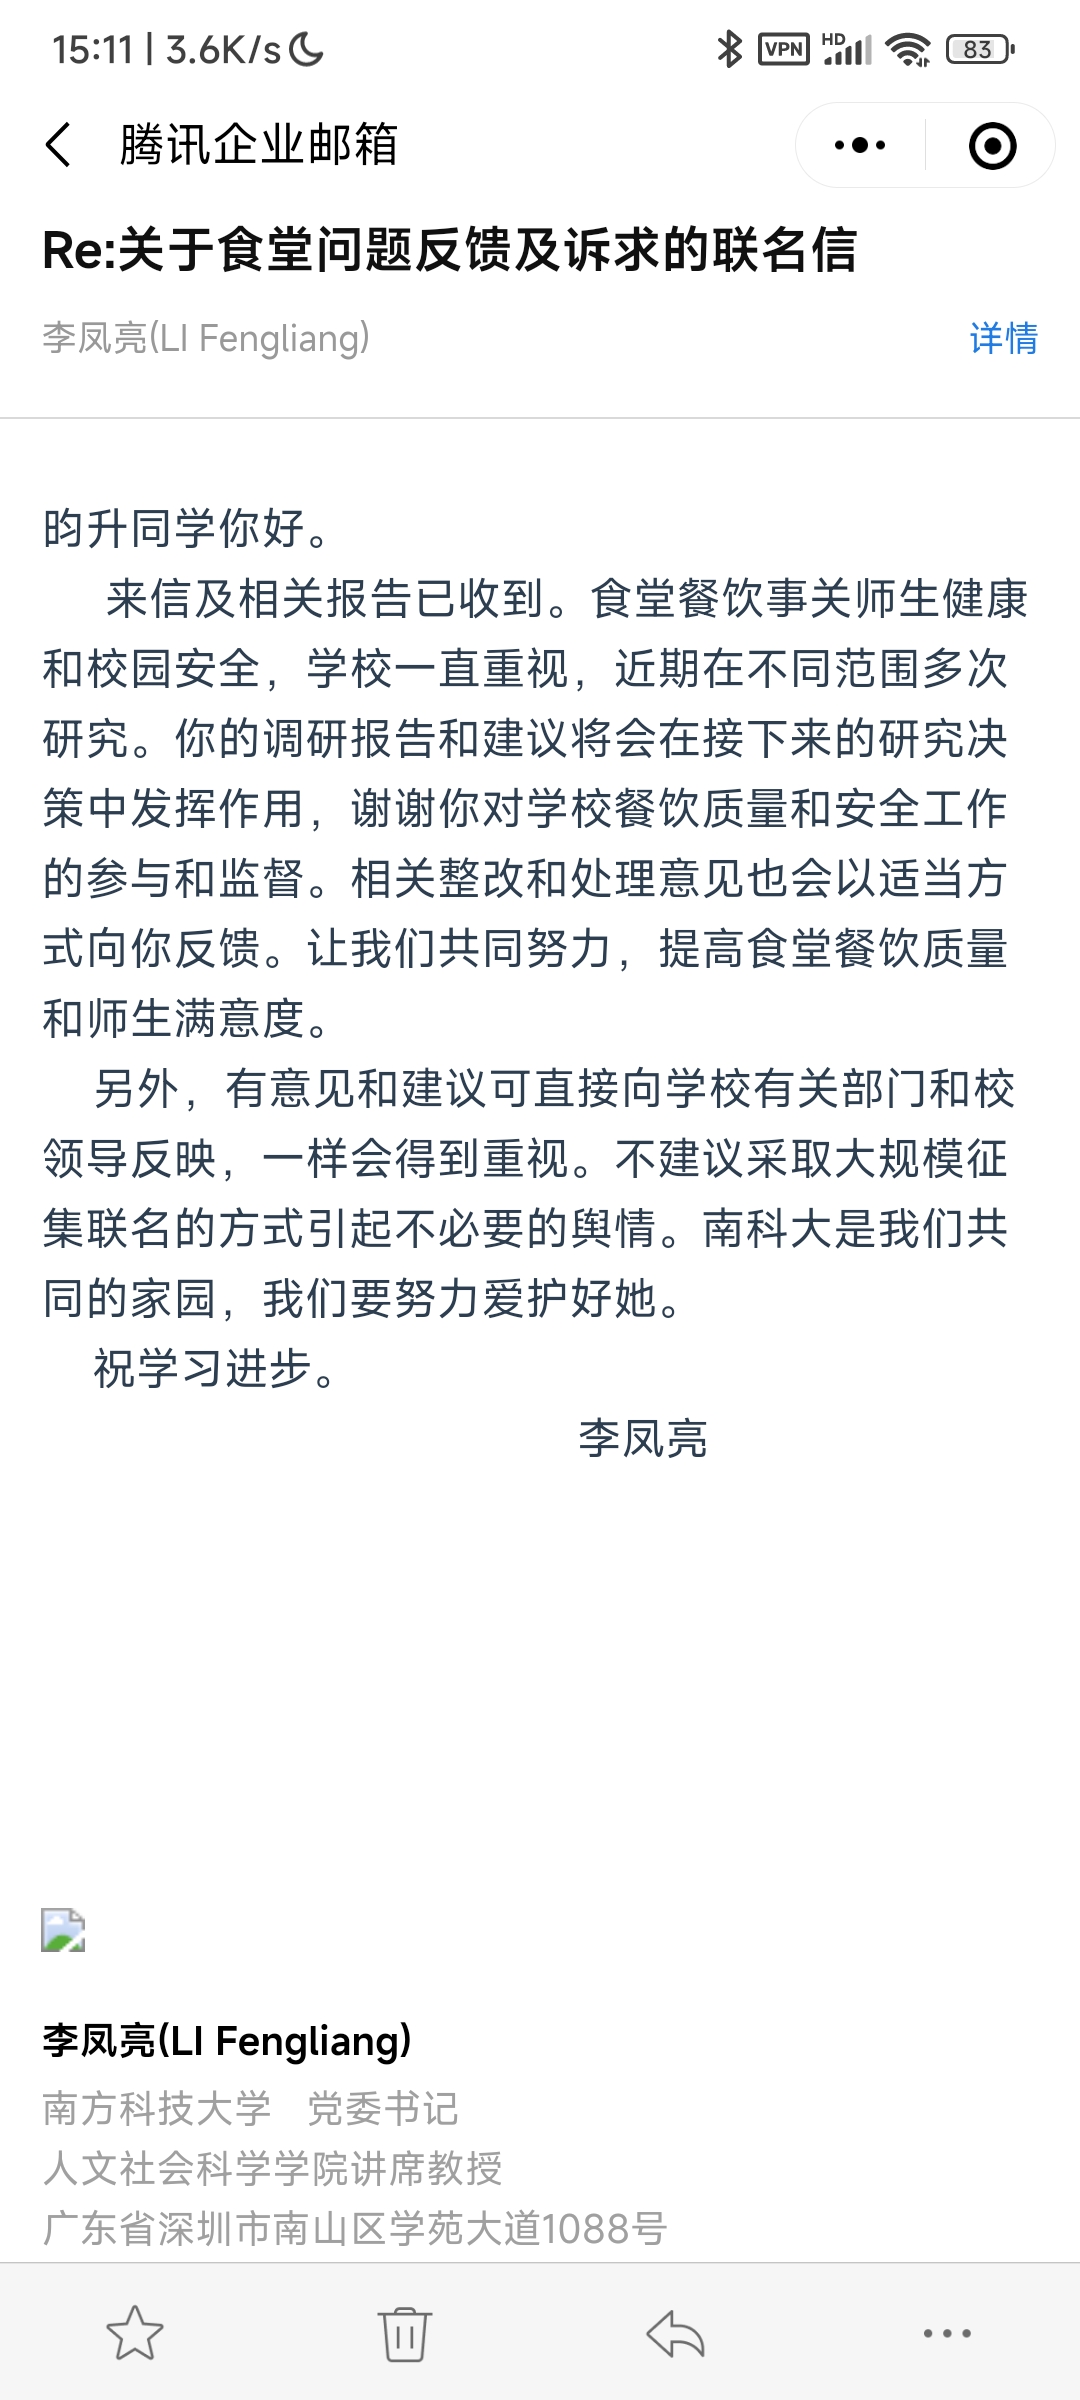 15:11 | 3.6K/s
VPN
HD
83
腾讯企业邮箱
Re:关于食堂问题反馈及诉求的联名信
李凤亮(LI Fengliang)
详情
昀升同学你好。
来信及相关报告已收到。食堂餐饮事关师生健康
和校园安全，学校一直重视，近期在不同范围多次
研究。你的调研报告和建议将会在接下来的研究决
策中发挥作用，谢谢你对学校餐饮质量和安全工作
的参与和监督。相关整改和处理意见也会以适当方
式向你反馈。让我们共同努力，提高食堂餐饮质量
和师生满意度。
另外，有意见和建议可直接向学校有关部门和校
领导反映，一样会得到重视。不建议采取大规模征
集联名的方式引起不必要的舆情。南科大是我们共
同的家园，我们要努力爱护好她。
祝学习进步。
李凤亮
李凤亮(LI Fengliang)
南方科技大学 党委书记
人文社会科学学院讲席教授
广东省深圳市南山区学苑大道1088号